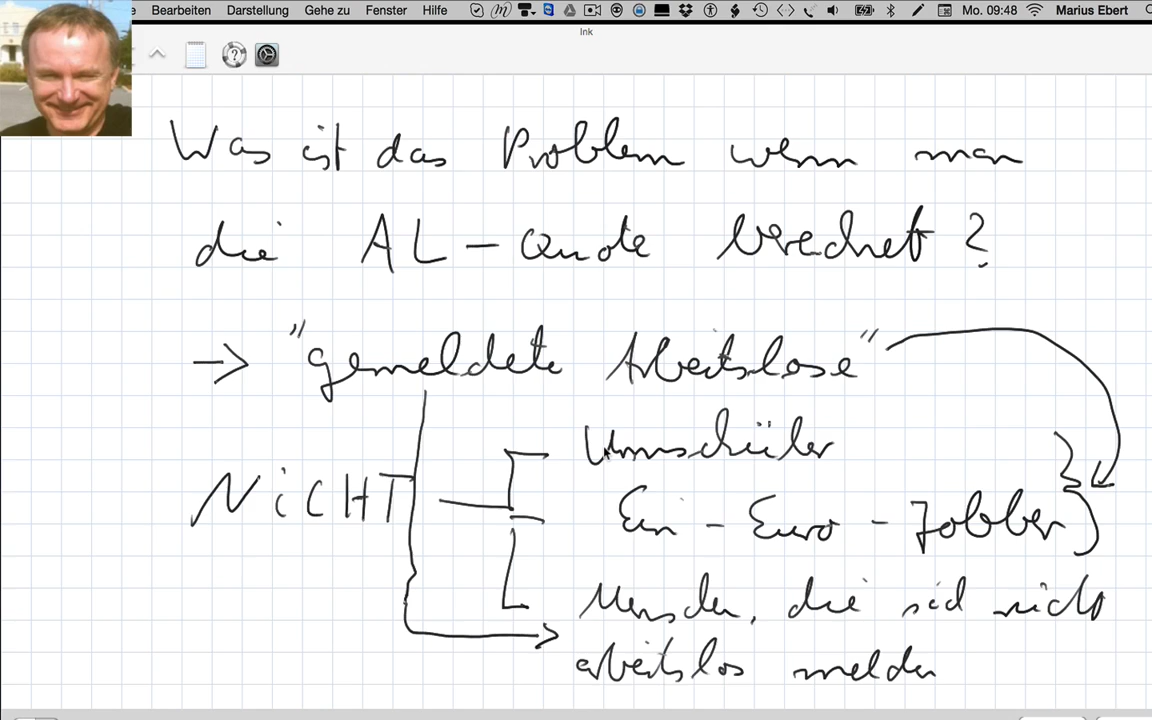 Bearbeiten Darstellung Gehe zu Fenster Hilfe Mo. 09:48 Marius Ebert
Ink
Was ist das Problem wenn man
die AL-Quote berechnet?
→ "gemeldete Arbeitslose"
Umschüler
NiCHT
Ein-Euro-Jobber
Menschen, die sich nicht
arbeitslos melden